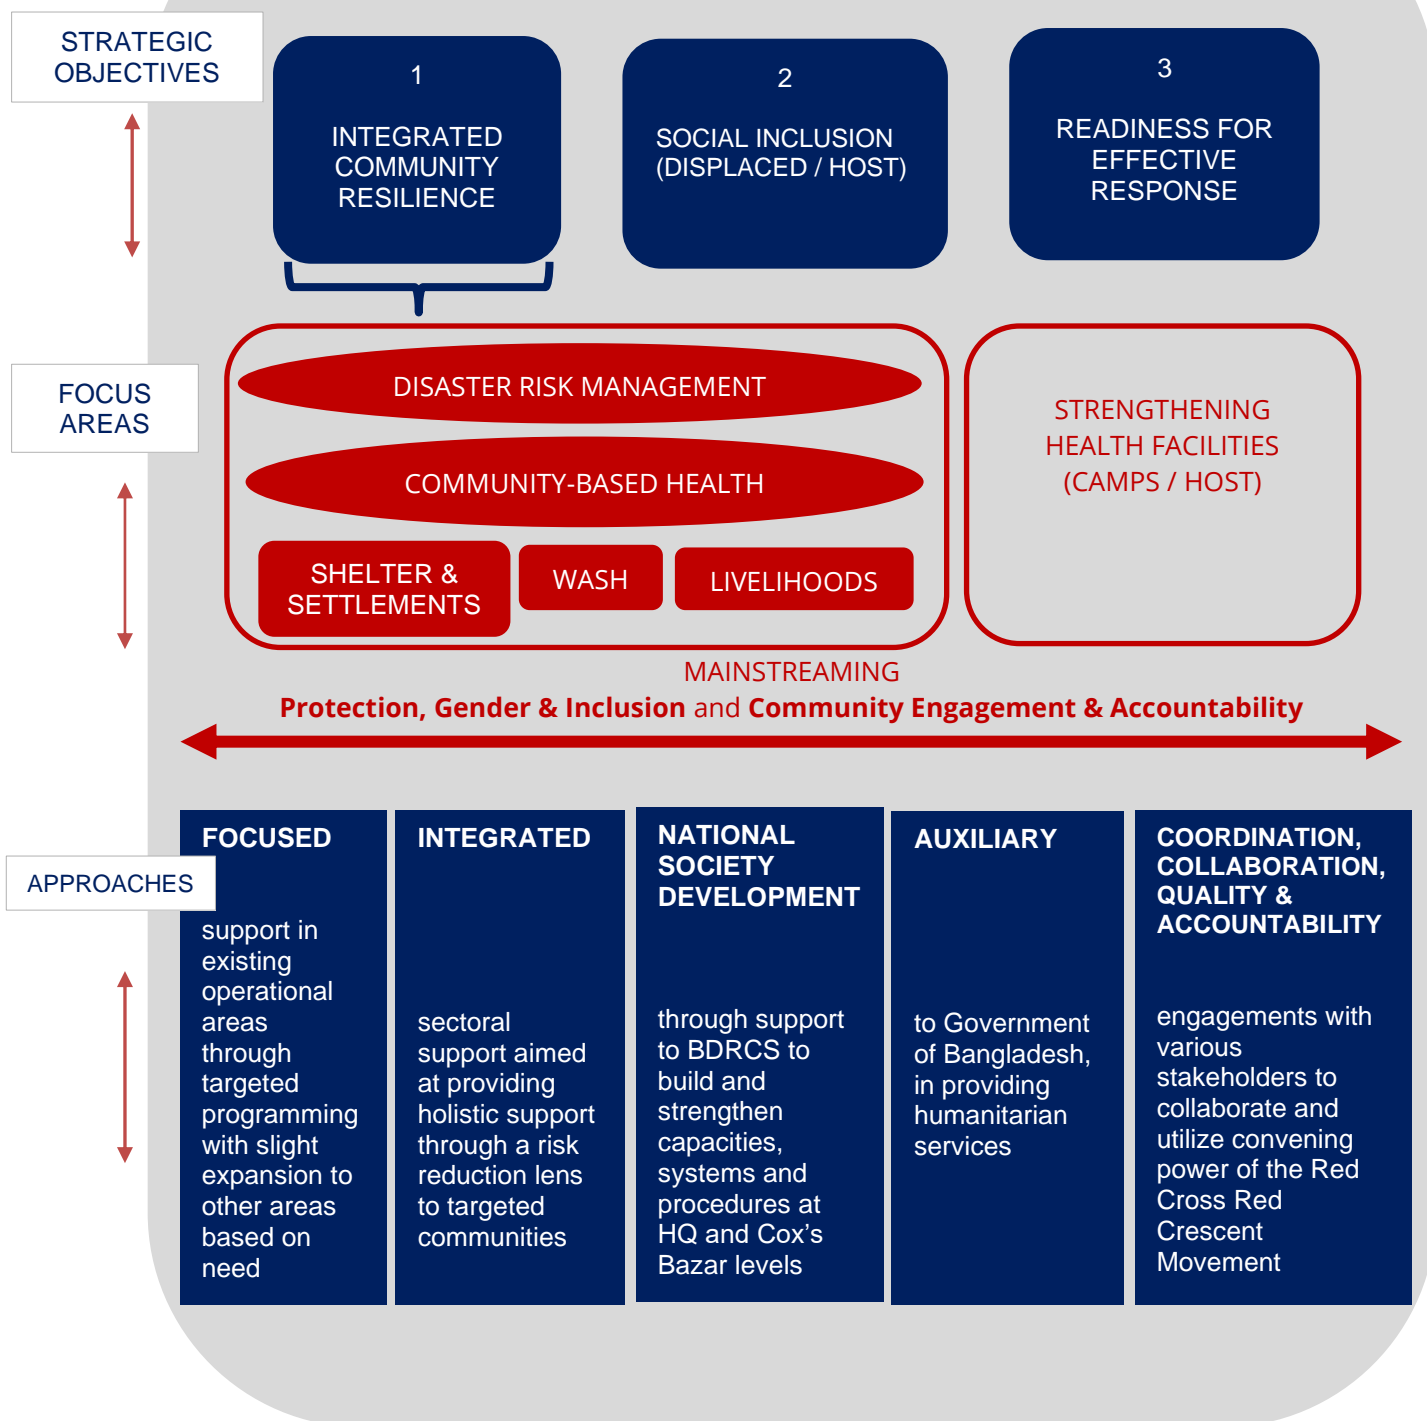 STRATEGIC
OBJECTIVES
1
INTEGRATED
COMMUNITY
RESILIENCE
2
SOCIAL INCLUSION
(DISPLACED / HOST)
3
READINESS FOR
EFFECTIVE
RESPONSE
FOCUS
AREAS
DISASTER RISK MANAGEMENT
COMMUNITY-BASED HEALTH
SHELTER &
SETTLEMENTS
WASH
LIVELIHOODS
STRENGTHENING
HEALTH FACILITIES
(CAMPS / HOST)
MAINSTREAMING
Protection, Gender & Inclusion and Community Engagement & Accountability
APPROACHES
FOCUSED
support in
existing
operational
areas
through
targeted
programming
with slight
expansion to
other areas
based on
need
INTEGRATED
sectoral
support aimed
at providing
holistic support
through a risk
reduction lens
to targeted
communities
NATIONAL
SOCIETY
DEVELOPMENT
through support
to BDRCS to
build and
strengthen
capacities,
systems and
procedures at
HQ and Cox’s
Bazar levels
AUXILIARY
to Government
of Bangladesh,
in providing
humanitarian
services
COORDINATION,
COLLABORATION,
QUALITY &
ACCOUNTABILITY
engagements with
various
stakeholders to
collaborate and
utilize convening
power of the Red
Cross Red
Crescent
Movement